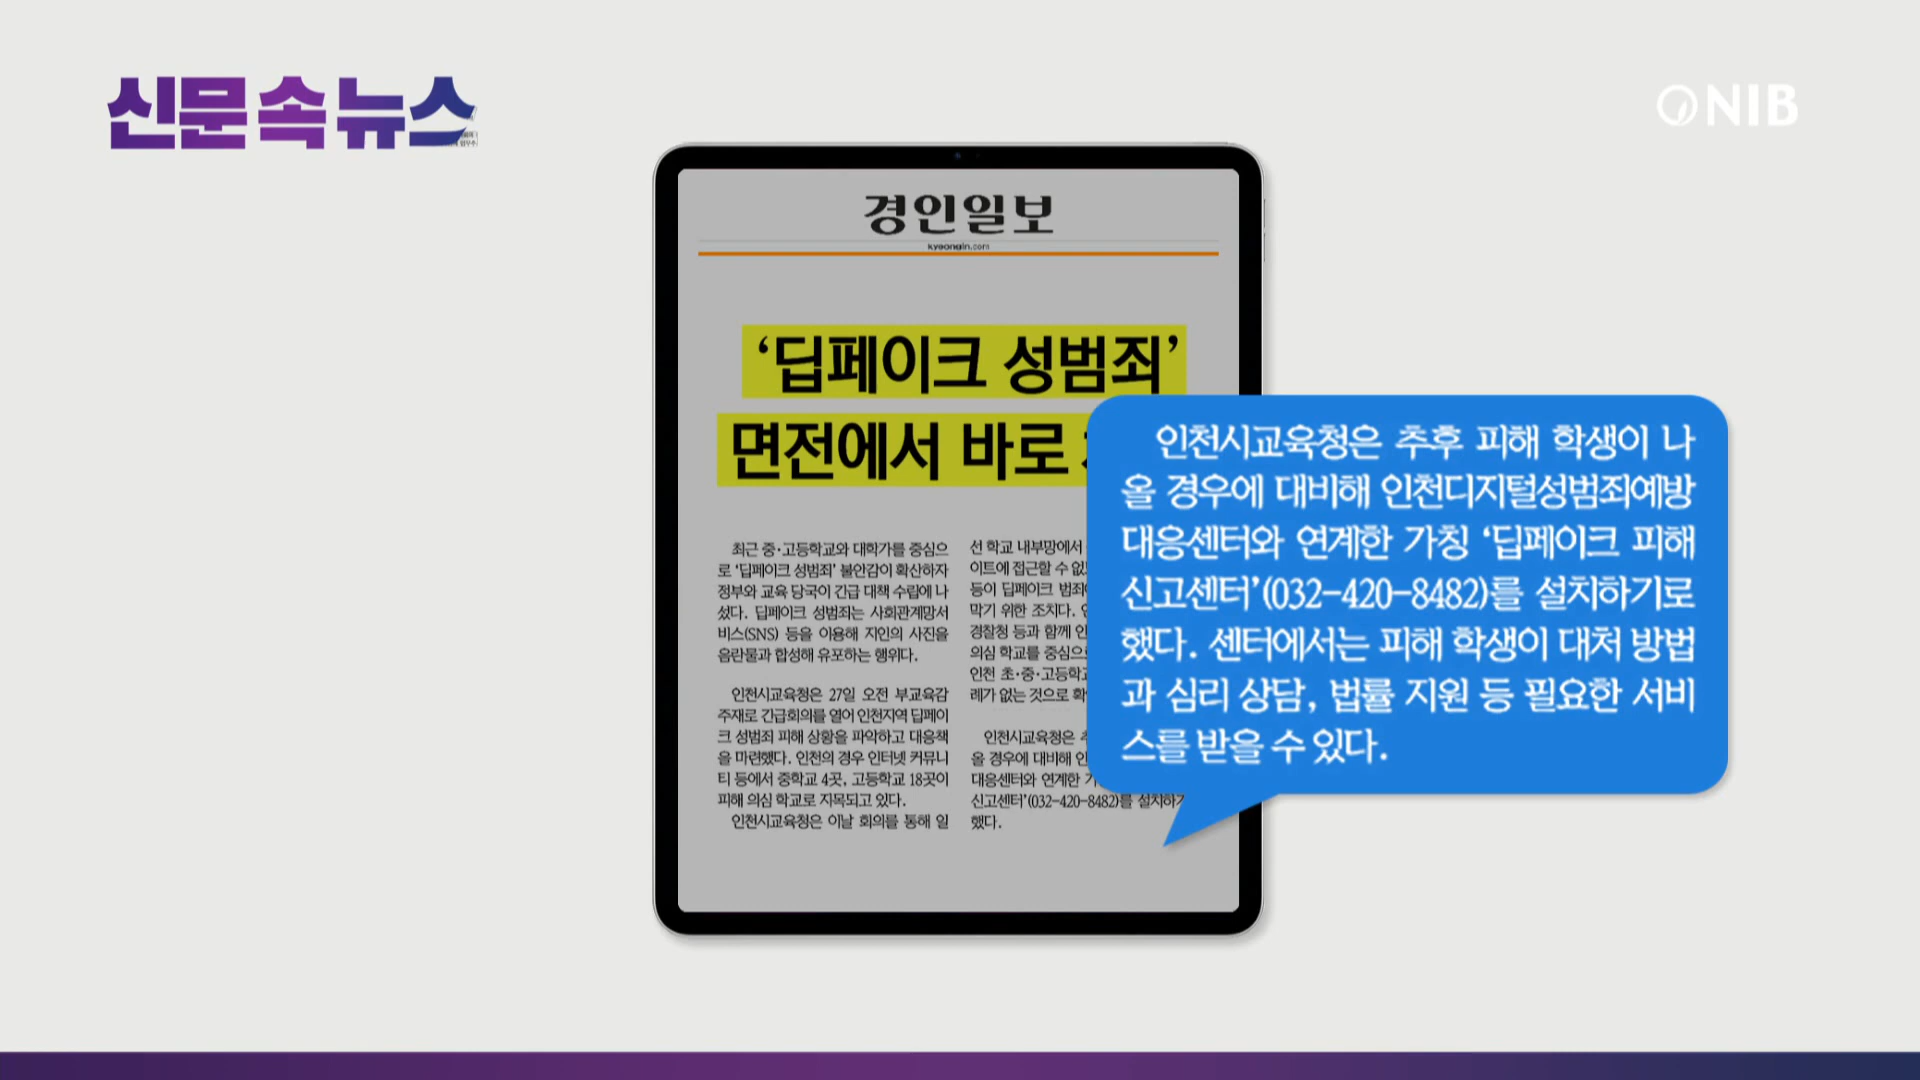 신문 속 뉴스
NIB
경인일보
kyeongin.com
‘딥페이크 성범죄’
면전에서 바로
최근 중·고등학교와 대학가를 중심으
로 ‘딥페이크 성범죄’ 불안감이 확산하자
정부와 교육 당국이 긴급 대책 수립에 나
섰다. 딥페이크 성범죄는 사회관계망서
비스(SNS) 등을 이용해 지인의 사진을
음란물과 합성해 유포하는 행위다.
인천시교육청은 27일 오전 부교육감
주재로 긴급회의를 열어 인천지역 딥페이
크 성범죄 피해 상황을 파악하고 대응책
을 마련했다. 인천의 경우 인터넷 커뮤니
티 등에서 중학교 4곳, 고등학교 18곳이
피해 의심 학교로 지목되고 있다.
인천시교육청은 이날 회의를 통해 일
선 학교 내부망에서
이트에 접근할 수 없
등이 딥페이크 범죄
막기 위한 조치다.
경찰청 등과 함께 인
의심 학교를 중심으로
인천 초·중·고등학교
례가 없는 것으로 확
인천시교육청은
올 경우에 대비해 인
대응센터와 연계한
신고센터’(032-420-8482)를 설치하기
했다.
인천시교육청은 추후 피해 학생이 나
올 경우에 대비해 인천디지털성범죄예방
대응센터와 연계한 가칭 ‘딥페이크 피해
신고센터’(032-420-8482)를 설치하기로
했다. 센터에서는 피해 학생이 대처 방법
과 심리 상담, 법률 지원 등 필요한 서비
스를 받을 수 있다.